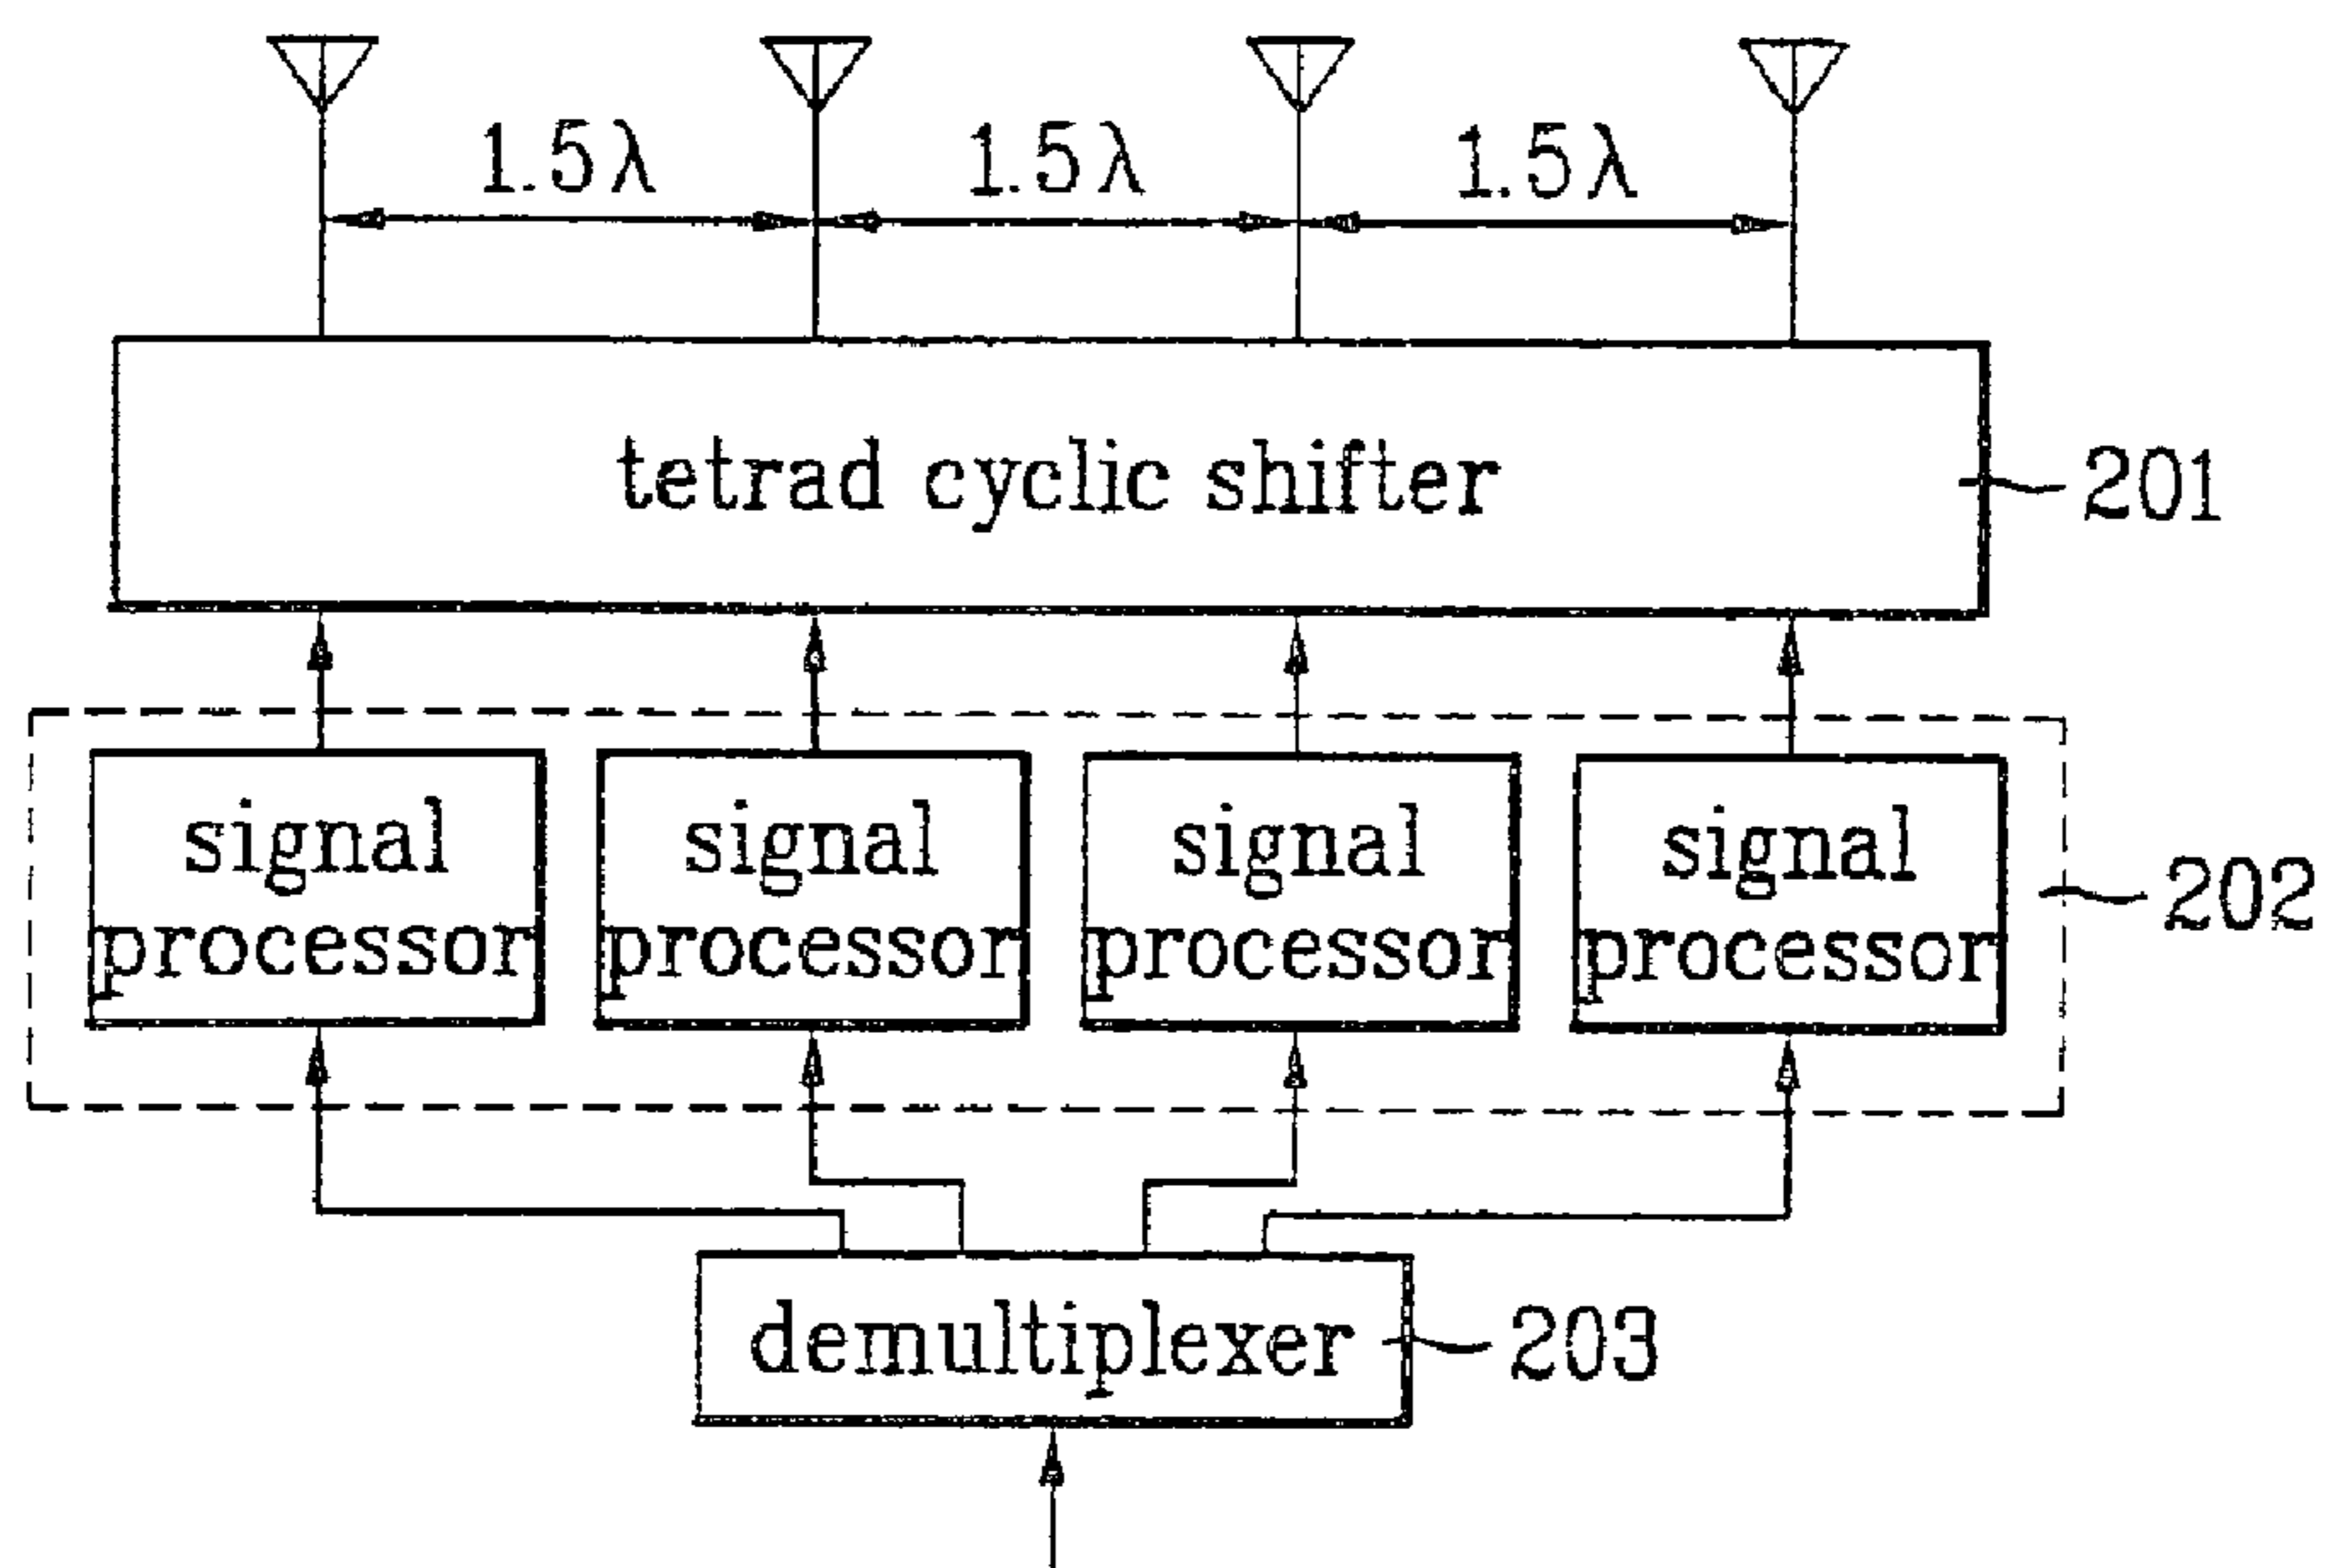 1.5λ 1.5λ 1.5λ
tetrad cyclic shifter
201
signal processor
signal processor
signal processor
signal processor
202
demultiplexer
203